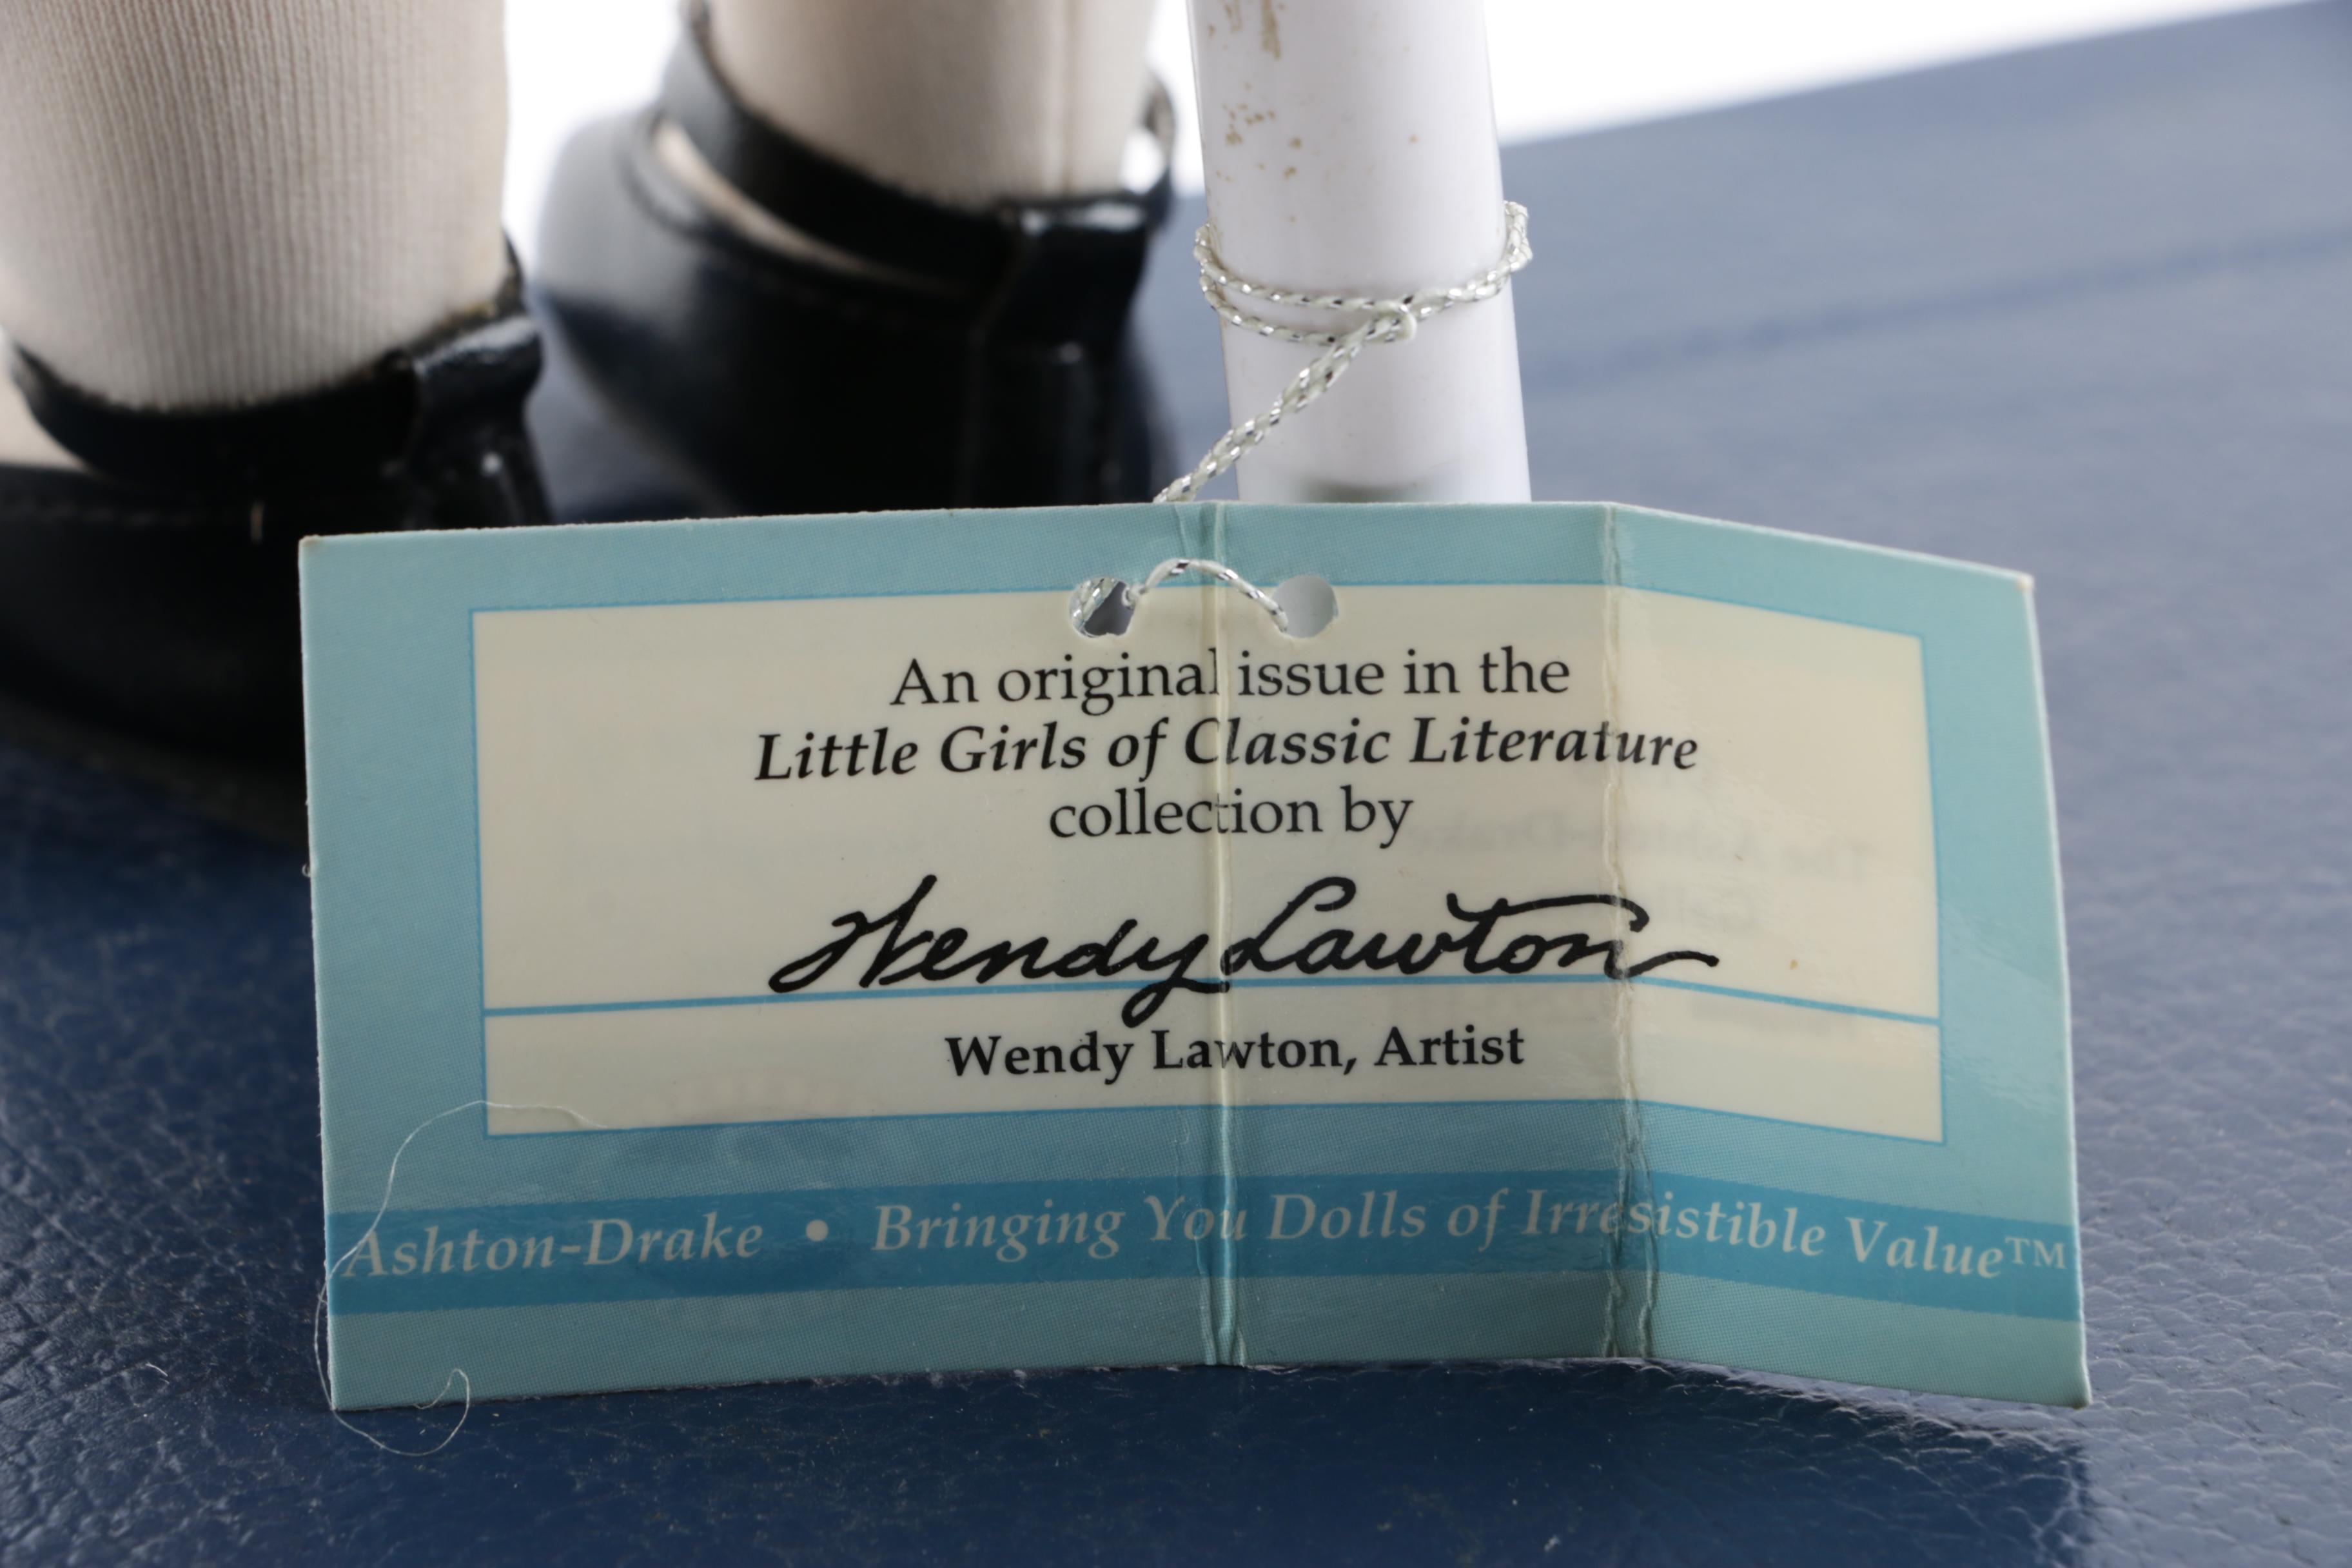 An original issue in the
Little Girls of Classic Literature
collection by
Wendy Lawton
Wendy Lawton, Artist
Ashton-Drake • Bringing You Dolls of Irresistible Value™